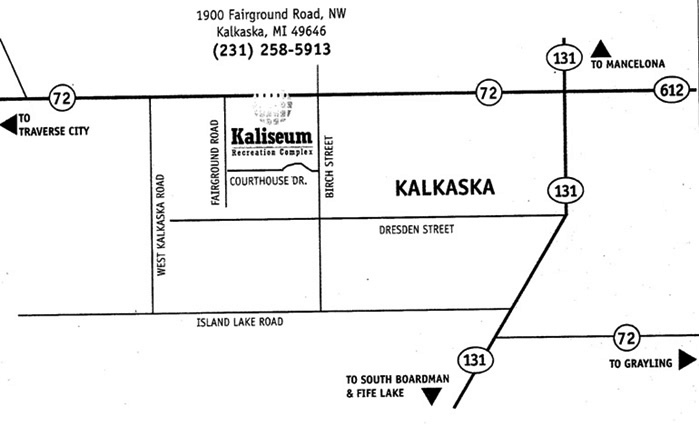 1900 Fairground Road, NW
Kalkaska, MI 49646
(231) 258-5913
131
TO MANCELONA
72
72
612
TO
TRAVERSE CITY
Kaliseum
Recreation Complex
COURTHOUSE DR.
FAIRGROUND ROAD
BIRCH STREET
WEST KALKASKA ROAD
KALKASKA
131
DRESDEN STREET
ISLAND LAKE ROAD
72
TO GRAYLING
131
TO SOUTH BOARDMAN
& FIFE LAKE